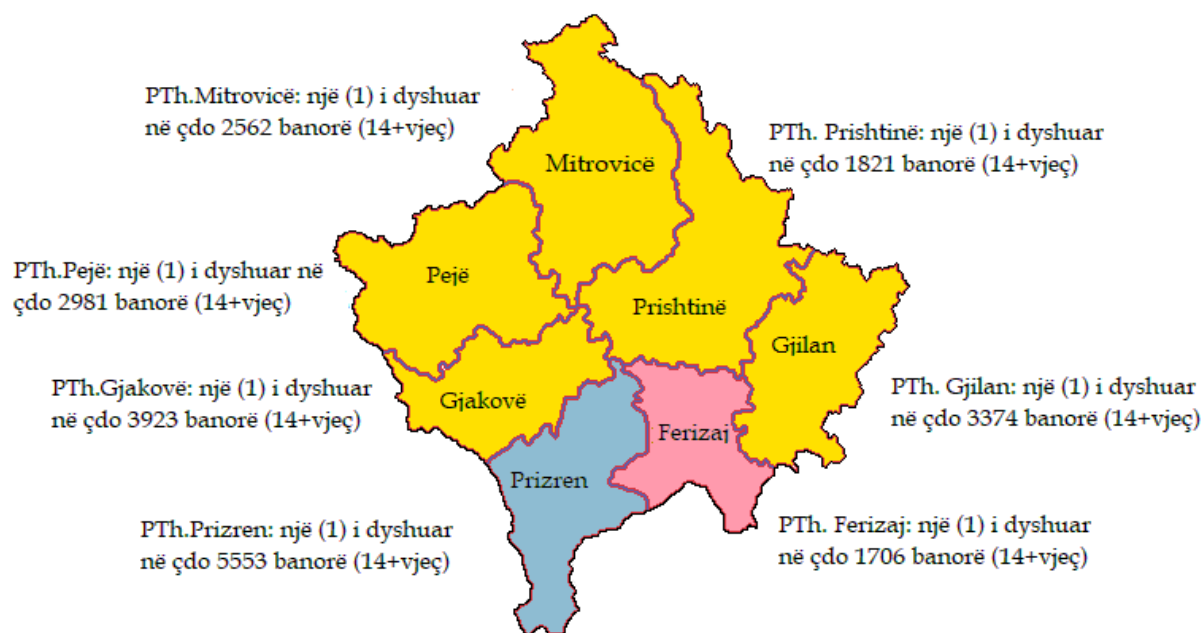 PTh.Mitrovicë: një (1) i dyshuar
në çdo 2562 banorë (14+vjeç)
PTh. Prishtinë: një (1) i dyshuar
në çdo 1821 banorë (14+vjeç)
Mitrovicë
PTh.Pejë: një (1) i dyshuar në
çdo 2981 banorë (14+vjeç)
Pejë
Prishtinë
Gjilan
PTh.Gjakovë: një (1) i dyshuar
në çdo 3923 banorë (14+vjeç)
Gjakovë
PTh. Gjilan: një (1) i dyshuar
në çdo 3374 banorë (14+vjeç)
Ferizaj
Prizren
PTh.Prizren: një (1) i dyshuar
në çdo 5553 banorë (14+vjeç)
PTh. Ferizaj: një (1) i dyshuar
në çdo 1706 banorë (14+vjeç)